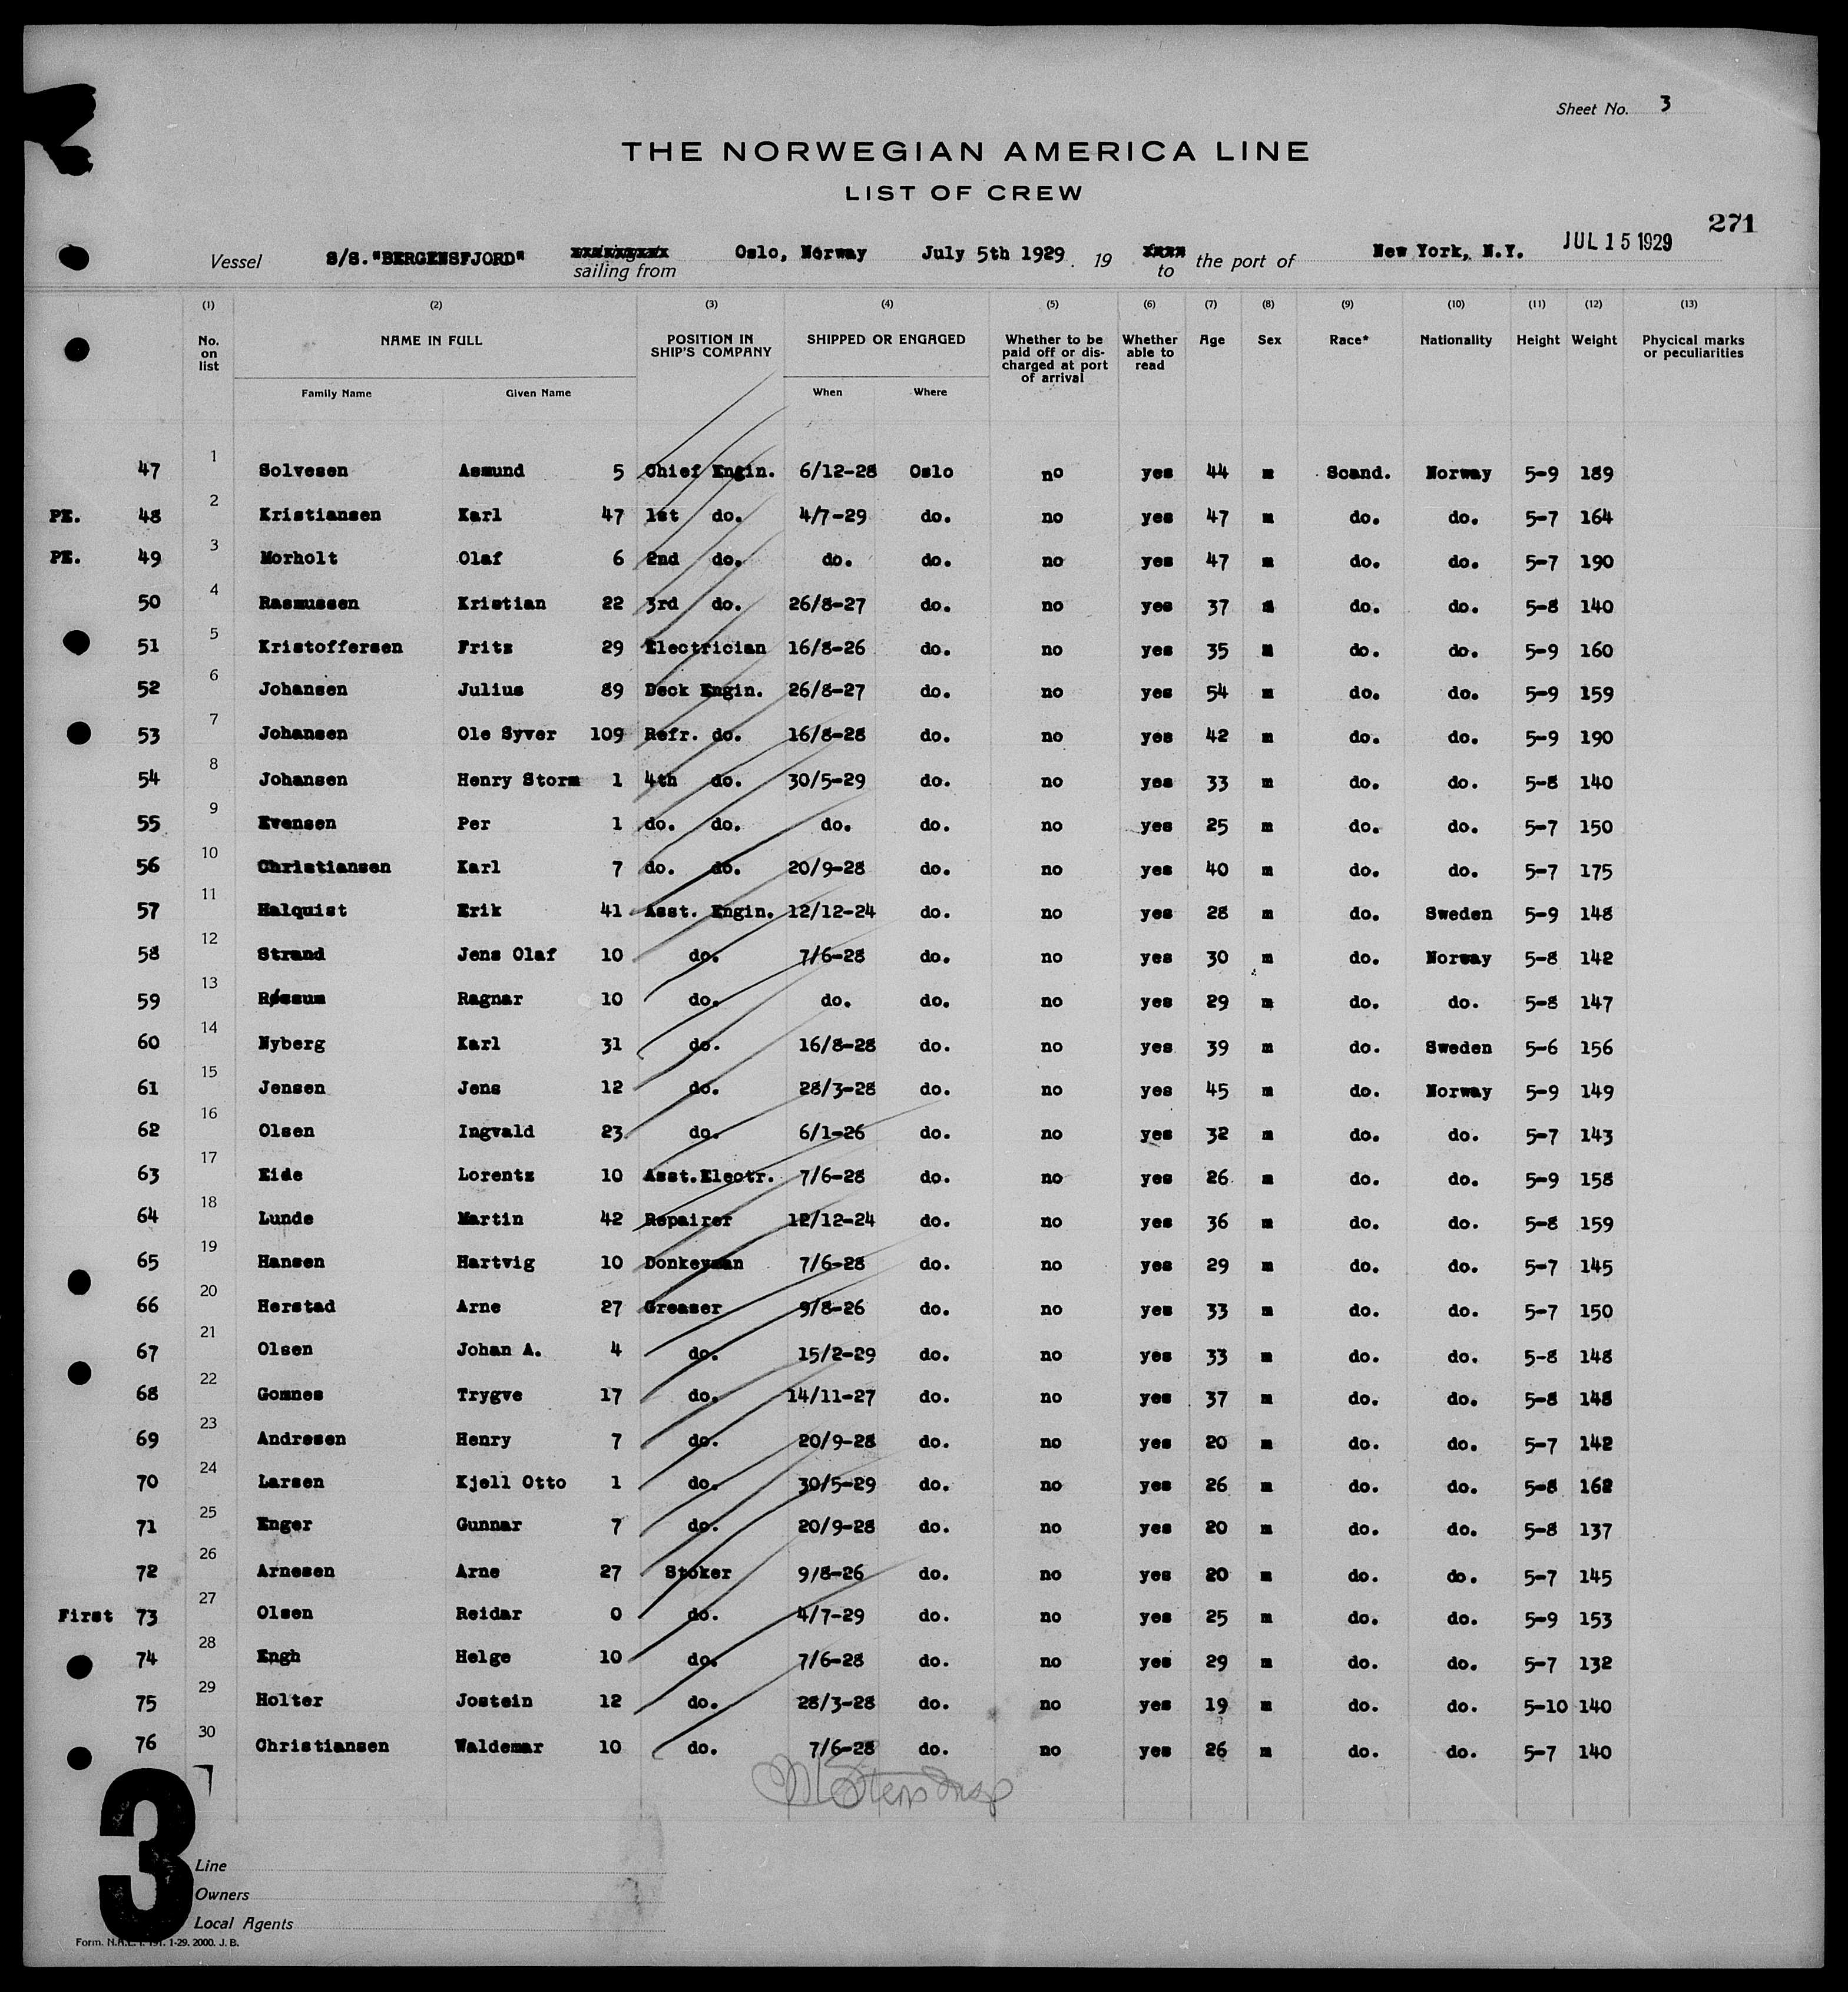 Sheet No. 3
THE NORWEGIAN AMERICA LINE
LIST OF CREW
271
Vessel S/S. "BERGENSFJORD" sailing from Oslo, Norway July 5th 1929. 19 to the port of New York, N.Y. JUL 15 1929
(1) (2) (3) (4) (5) (6) (7) (8) (9) (10) (11) (12) (13)
No. on list NAME IN FULL POSITION IN SHIP'S COMPANY SHIPPED OR ENGAGED Whether to be paid off or discharged at port of arrival Whether able to read Age Sex Race* Nationality Height Weight Phycical marks or peculiarities
Family Name Given Name When Where
47 1 Solvesen Asmund 5 Chief Engin. 6/12-28 Oslo no yes 44 m Scand. Norway 5-9 189
PE. 48 2 Kristiansen Karl 47 1st do. 4/7-29 do. no yes 47 m do. do. 5-7 164
PE. 49 3 Morholt Olaf 6 2nd do. do. do. no yes 47 m do. do. 5-7 190
50 4 Rasmussen Kristian 22 3rd do. 26/8-27 do. no yes 37 m do. do. 5-8 140
51 5 Kristoffersen Fritz 29 Electrician 16/8-26 do. no yes 35 m do. do. 5-9 160
52 6 Johansen Julius 89 Deck Engin. 26/8-27 do. no yes 54 m do. do. 5-9 159
53 7 Johansen Ole Syver 109 Refr. do. 16/8-28 do. no yes 42 m do. do. 5-9 190
54 8 Johansen Henry Storm 1 4th do. 30/5-29 do. no yes 33 m do. do. 5-8 140
55 9 Evensen Per 1 do. do. do. do. no yes 25 m do. do. 5-7 150
56 10 Christiansen Karl 7 do. do. 20/9-28 do. no yes 40 m do. do. 5-7 175
57 11 Halquist Erik 41 Asst. Engin. 12/12-24 do. no yes 28 m do. Sweden 5-9 148
58 12 Strand Jens Olaf 10 do. 7/6-28 do. no yes 30 m do. Norway 5-8 142
59 13 Røssum Ragnar 10 do. do. do. no yes 29 m do. do. 5-8 147
60 14 Nyberg Karl 31 do. 16/8-28 do. no yes 39 m do. Sweden 5-6 156
61 15 Jensen Jens 12 do. 28/3-28 do. no yes 45 m do. Norway 5-9 149
62 16 Olsen Ingvald 23 do. 6/1-26 do. no yes 32 m do. do. 5-7 143
63 17 Eide Lorentz 10 Asst.Electr. 7/6-28 do. no yes 26 m do. do. 5-9 158
64 18 Lunde Martin 42 Repairer 12/12-24 do. no yes 36 m do. do. 5-8 159
65 19 Hansen Hartvig 10 Donkeyman 7/6-28 do. no yes 29 m do. do. 5-7 145
66 20 Herstad Arne 27 Greaser 9/8-26 do. no yes 33 m do. do. 5-7 150
67 21 Olsen Johan A. 4 do. 15/2-29 do. no yes 33 m do. do. 5-8 148
68 22 Gomnes Trygve 17 do. 14/11-27 do. no yes 37 m do. do. 5-8 148
69 23 Andresen Henry 7 do. 20/9-28 do. no yes 20 m do. do. 5-7 142
70 24 Larsen Kjell Otto 1 do. 30/5-29 do. no yes 26 m do. do. 5-8 162
71 25 Enger Gunnar 7 do. 20/9-28 do. no yes 20 m do. do. 5-8 137
72 26 Arnesen Arne 27 Stoker 9/8-26 do. no yes 20 m do. do. 5-7 145
First 73 27 Olsen Reidar 0 do. 4/7-29 do. no yes 25 m do. do. 5-9 153
74 28 Engh Helge 10 do. 7/6-28 do. no yes 29 m do. do. 5-7 132
75 29 Holter Jostein 12 do. 28/3-28 do. no yes 19 m do. do. 5-10 140
76 30 Christiansen Waldemar 10 do. 7/6-28 do. no yes 26 m do. do. 5-7 140
3
Line
Owners
Local Agents
Form. N.A.L. 1-29. 2000. J. B.